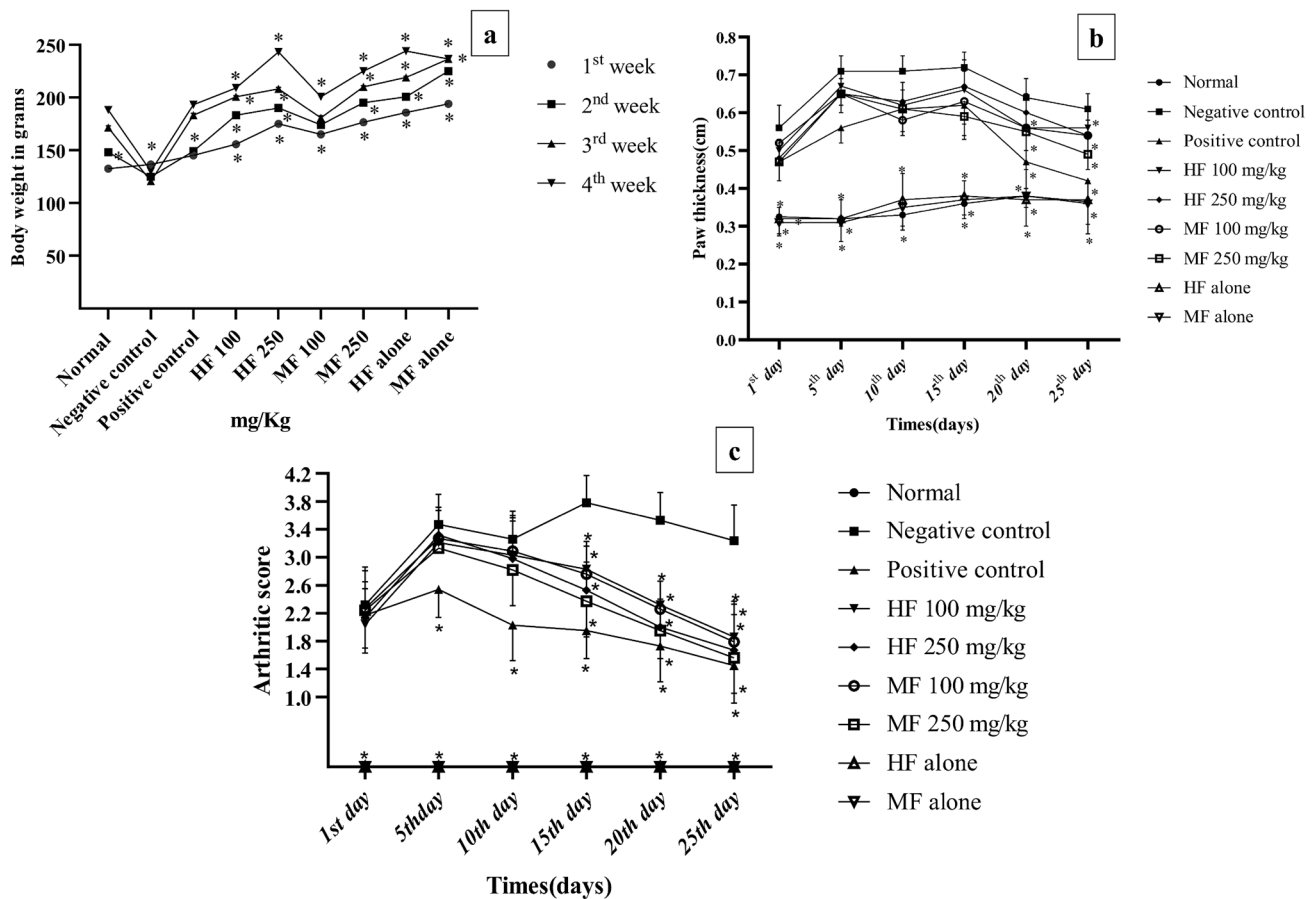 a
250
200
150
100
50
Body weight in grams
Normal
Negative control
Positive control
HF 100
HF 250
MF 100
MF 250
HF alone
MF alone
mg/Kg
1st week
2nd week
3rd week
4th week
b
0.8
0.7
0.6
0.5
0.4
0.3
0.2
0.1
0.0
Paw thickness(cm)
1st day
5th day
10th day
15th day
20th day
25th day
Times(days)
Normal
Negative control
Positive control
HF 100 mg/kg
HF 250 mg/kg
MF 100 mg/kg
MF 250 mg/kg
HF alone
MF alone
c
4.2
3.8
3.4
3.0
2.6
2.2
1.8
1.4
1.0
Arthritic score
1st day
5thday
10th day
15th day
20th day
25th day
Times(days)
Normal
Negative control
Positive control
HF 100 mg/kg
HF 250 mg/kg
MF 100 mg/kg
MF 250 mg/kg
HF alone
MF alone